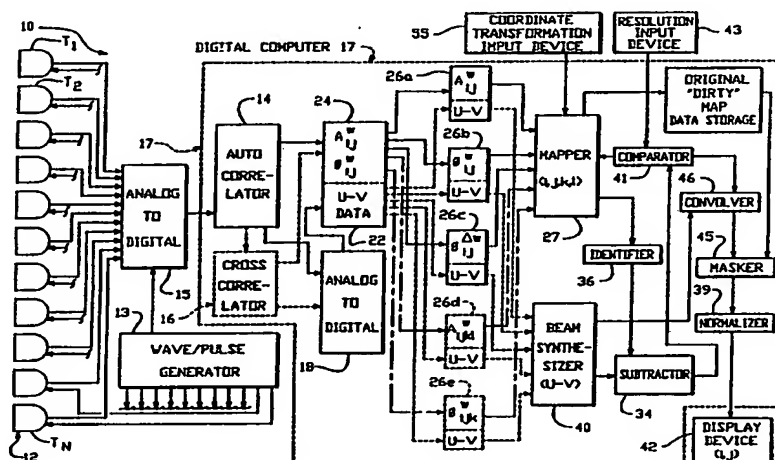 10
T1
T2
12
TN
ANALOG
TO
DIGITAL
15
13
WAVE/PULSE
GENERATOR
DIGITAL COMPUTER 17
17
14
AUTO
CORRE-
LATOR
CROSS
CORRE-
LATOR
16
24
A w i,j
g w i,j
U-V
DATA
22
ANALOG
TO
DIGITAL
18
26a
A w i,j
U-V
26b
g w i,j
U-V
26c
g Δw i,j
U-V
26d
U-V
26e
U-V
55
COORDINATE
TRANSFORMATION
INPUT DEVICE
RESOLUTION
INPUT
DEVICE
43
MAPPER
27
ORIGINAL
"DIRTY"
MAP
DATA STORAGE
COMPARATOR
41
46
CONVOLVER
45
IDENTIFIER
36
MASKER
39
NORMALIZER
BEAM
SYNTHE-
SIZER
(U-V)
40
SUBTRACTOR
34
42
DISPLAY
DEVICE
(i,j)